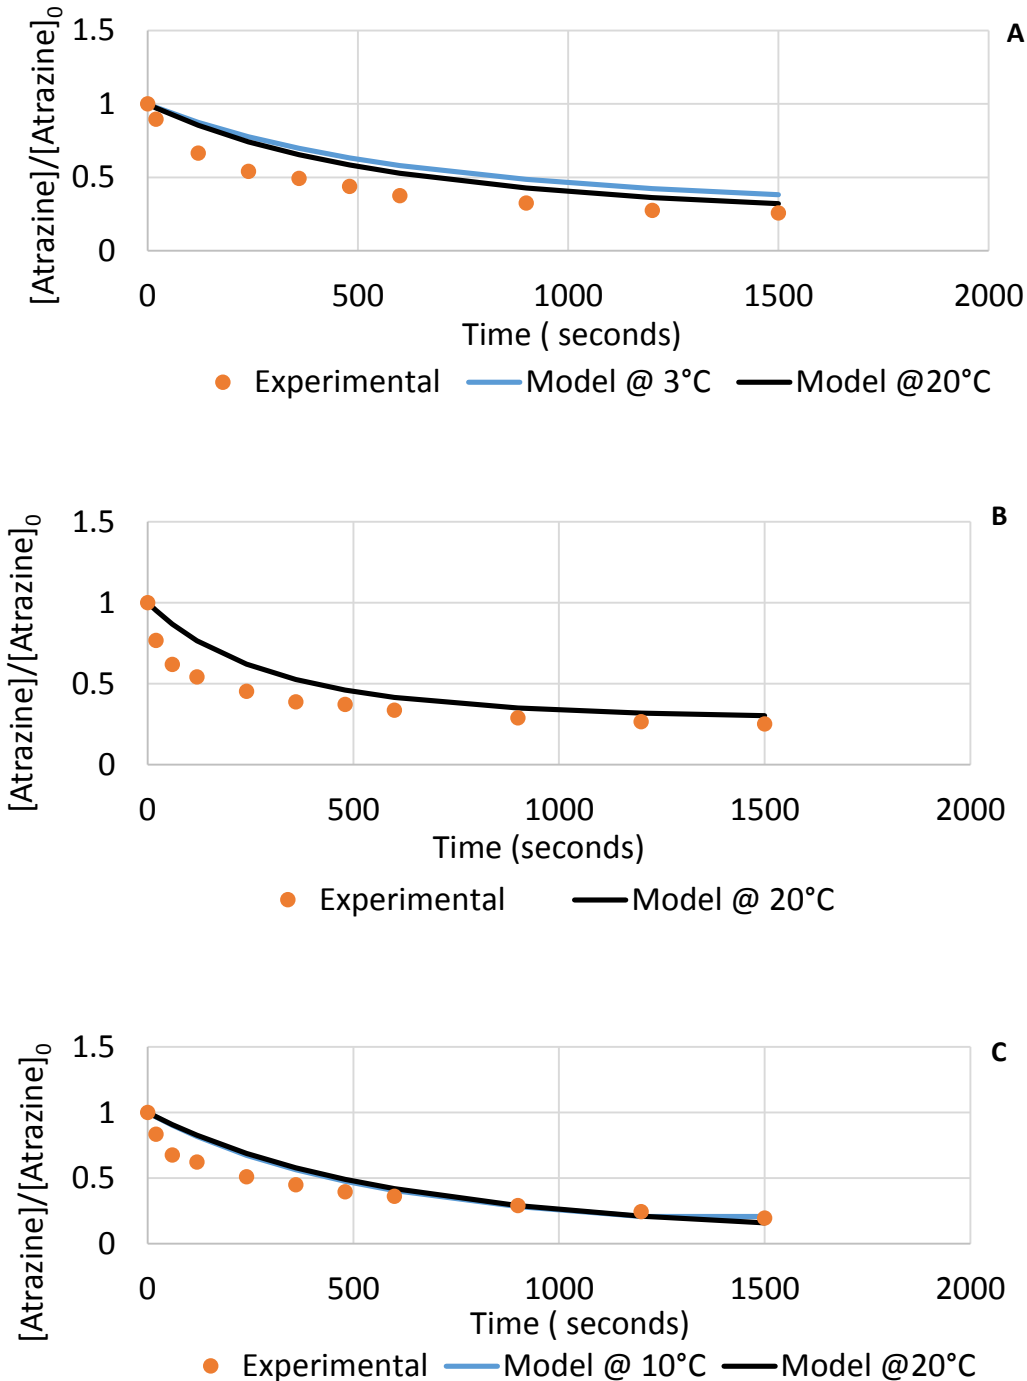 A
[Atrazine]/[Atrazine]₀
1.5
1
0.5
0
0 500 1000 1500 2000
Time ( seconds)
Experimental Model @ 3°C Model @20°C
B
[Atrazine]/[Atrazine]₀
1.5
1
0.5
0
0 500 1000 1500 2000
Time (seconds)
Experimental Model @ 20°C
C
[Atrazine]/[Atrazine]₀
1.5
1
0.5
0
0 500 1000 1500 2000
Time ( seconds)
Experimental Model @ 10°C Model @20°C